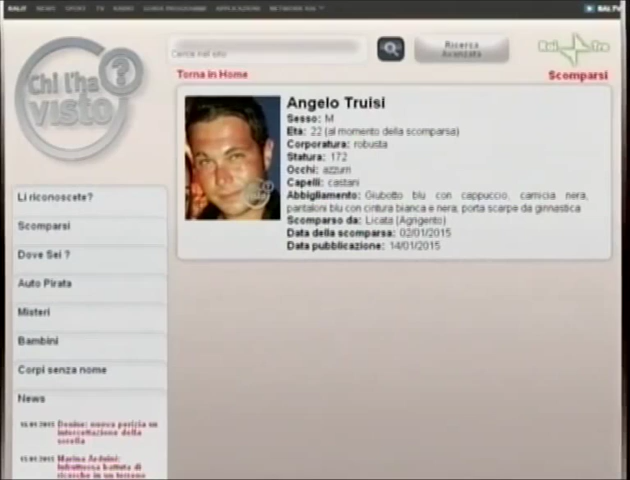 RAI.IT NEWS SPORT TV RADIO GUIDA PROGRAMMI APPLICAZIONI NETWORK RAI RAI.TV
Chi l'ha visto ?
Cerca nel sito
Ricerca Avanzata
Rai Tre
Torna in Home
Scomparsi
Angelo Truisi
Sesso: M
Età: 22 (al momento della scomparsa)
Corporatura: robusta
Statura: 172
Occhi: azzurri
Capelli: castani
Abbigliamento: Giubotto blu con cappuccio, camicia nera,
pantaloni blu con cintura bianca e nera; porta scarpe da ginnastica
Scomparso da: Licata (Agrigento)
Data della scomparsa: 02/01/2015
Data pubblicazione: 14/01/2015
Li riconoscete?
Scomparsi
Dove Sei ?
Auto Pirata
Misteri
Bambini
Corpi senza nome
News
Denise: nuova perizia su
intercettazione della
sorella
Marina Arduini:
Infruttuosa battuta di
ricerche in un terreno